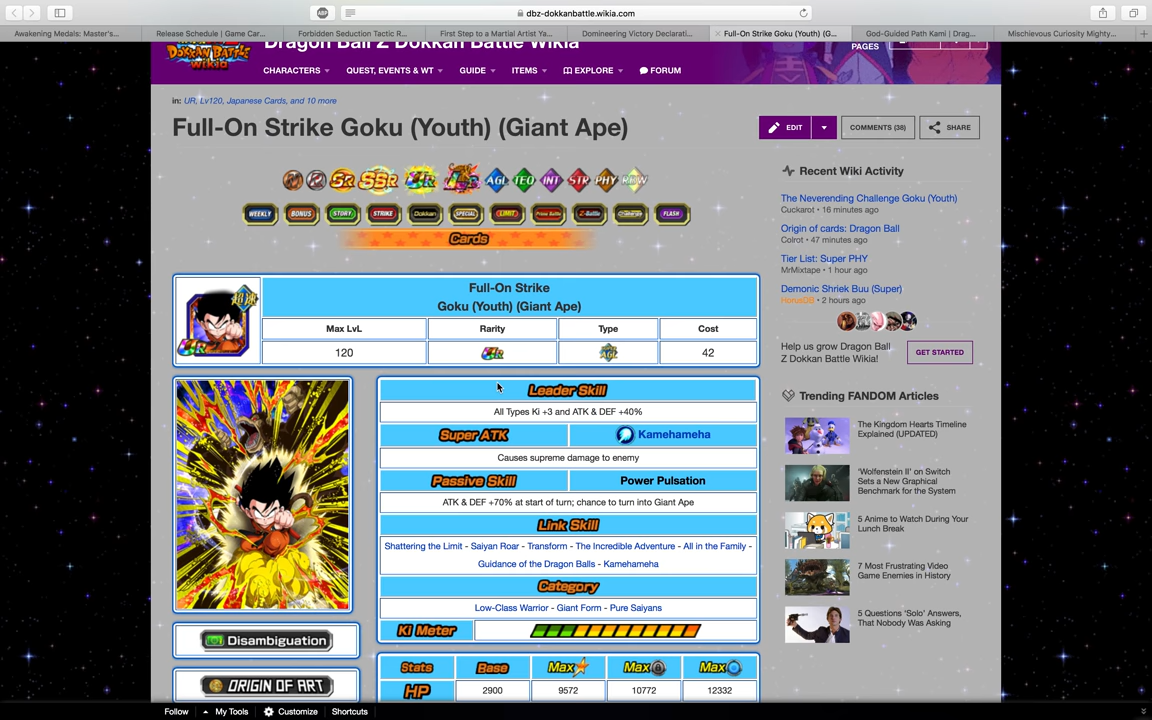 dbz-dokkanbattle.wikia.com
Awakening Medals: Master's...
Release Schedule | Game Car...
Forbidden Seduction Tactic R...
First Step to a Martial Artist Ya...
Domineering Victory Declarati...
Full-On Strike Goku (Youth) (G...
God-Guided Path Kami | Drag...
Mischievous Curiosity Mighty...
Dragon Ball Z Dokkan Battle Wikia
PAGES
CHARACTERS
QUEST, EVENTS & WT
GUIDE
ITEMS
EXPLORE
FORUM
in: UR, Lv120, Japanese Cards, and 10 more
Full-On Strike Goku (Youth) (Giant Ape)
EDIT
COMMENTS (38)
SHARE
R SR SSR UR LR AGL TEQ INT STR PHY
WEEKLY BONUS STORY STRIKE Dokkan SPECIAL LIMIT Prime Battle Z-Battle Challenge FLASH
Cards
Full-On Strike
Goku (Youth) (Giant Ape)
Max LvL Rarity Type Cost
120 UR AGL 42
Leader Skill
All Types Ki +3 and ATK & DEF +40%
Super ATK Kamehameha
Causes supreme damage to enemy
Passive Skill Power Pulsation
ATK & DEF +70% at start of turn; chance to turn into Giant Ape
Link Skill
Shattering the Limit - Saiyan Roar - Transform - The Incredible Adventure - All in the Family -
Guidance of the Dragon Balls - Kamehameha
Category
Low-Class Warrior - Giant Form - Pure Saiyans
Ki Meter
Disambiguation
ORIGIN OF ART
Stats Base Max Max Max
HP 2900 9572 10772 12332
Recent Wiki Activity
The Neverending Challenge Goku (Youth)
Cuckarot • 16 minutes ago
Origin of cards: Dragon Ball
Colrot • 47 minutes ago
Tier List: Super PHY
MrMixtape • 1 hour ago
Demonic Shriek Buu (Super)
HorusDB • 2 hours ago
Help us grow Dragon Ball
Z Dokkan Battle Wikia!
GET STARTED
Trending FANDOM Articles
The Kingdom Hearts Timeline
Explained (UPDATED)
'Wolfenstein II' on Switch
Sets a New Graphical
Benchmark for the System
5 Anime to Watch During Your
Lunch Break
7 Most Frustrating Video
Game Enemies in History
5 Questions 'Solo' Answers,
That Nobody Was Asking
Follow
My Tools
Customize
Shortcuts